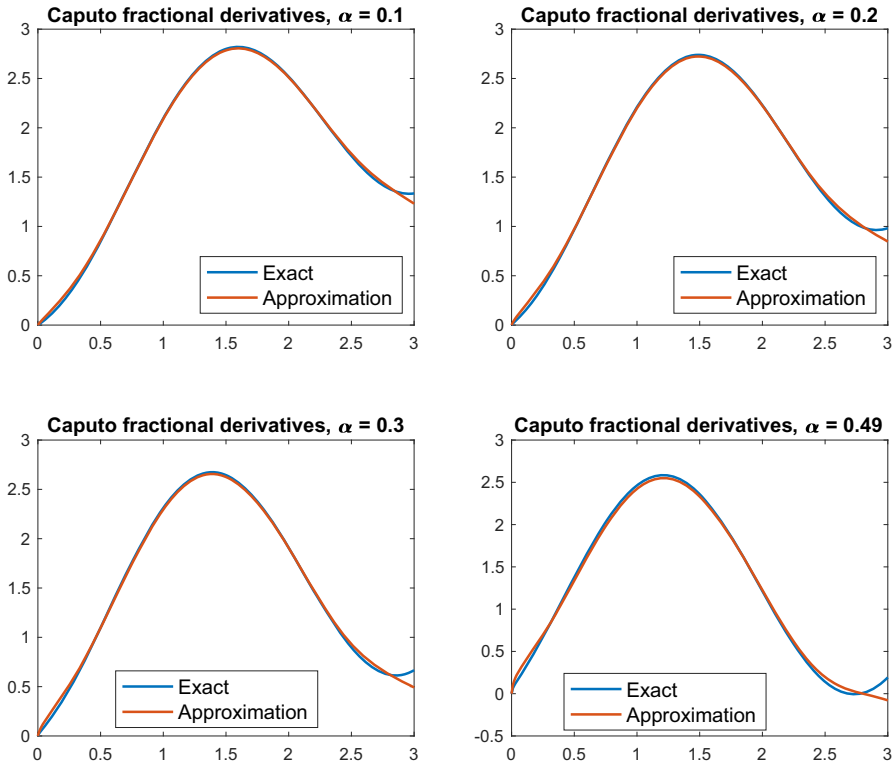 Caputo fractional derivatives, α = 0.1
3
2.5
2
1.5
1
0.5
0
0 0.5 1 1.5 2 2.5 3
Exact
Approximation
Caputo fractional derivatives, α = 0.2
3
2.5
2
1.5
1
0.5
0
0 0.5 1 1.5 2 2.5 3
Exact
Approximation
Caputo fractional derivatives, α = 0.3
3
2.5
2
1.5
1
0.5
0
0 0.5 1 1.5 2 2.5 3
Exact
Approximation
Caputo fractional derivatives, α = 0.49
3
2.5
2
1.5
1
0.5
0
-0.5
0 0.5 1 1.5 2 2.5 3
Exact
Approximation